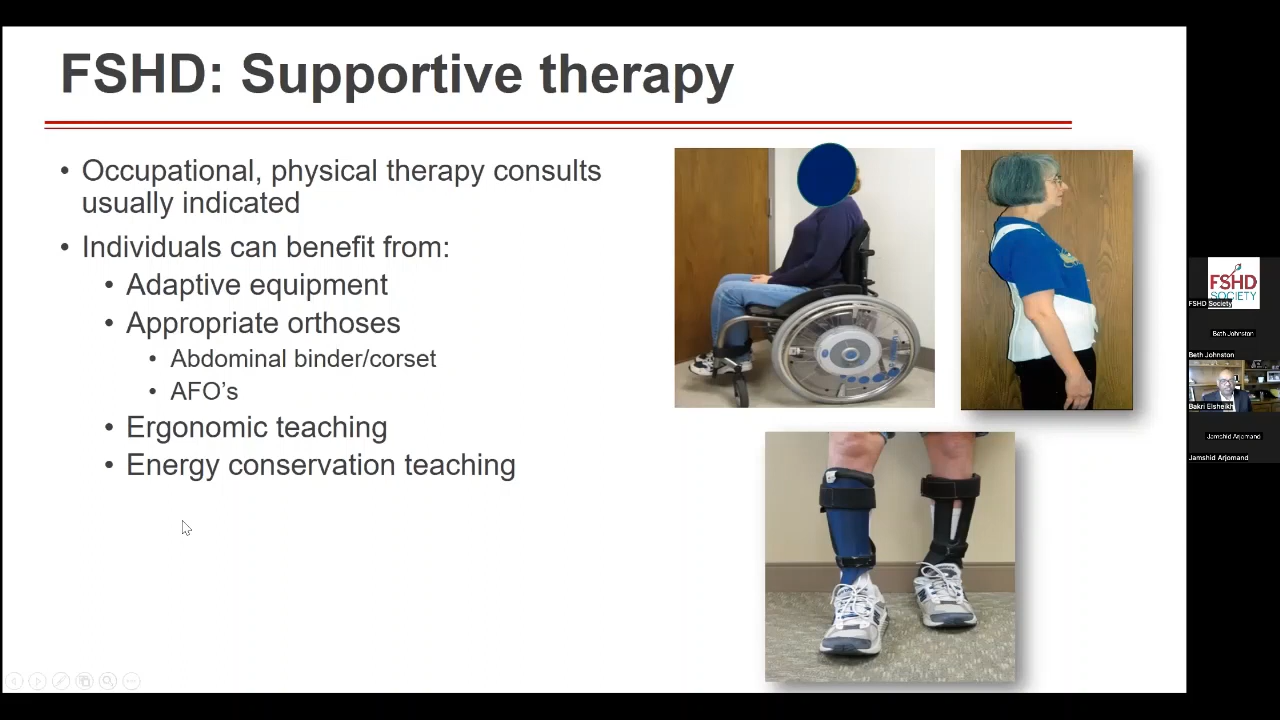 FSHD: Supportive therapy
• Occupational, physical therapy consults
usually indicated
• Individuals can benefit from:
• Adaptive equipment
• Appropriate orthoses
• Abdominal binder/corset
• AFO’s
• Ergonomic teaching
• Energy conservation teaching
FSHD
SOCIETY
FSHD Society
Beth Johnston
Beth Johnston
Bakri Elsheikh
Jamshid Arjomand
Jamshid Arjomand